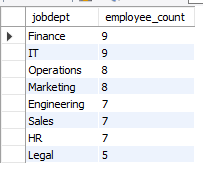 jobdept employee_count
Finance 9
IT 9
Operations 8
Marketing 8
Engineering 7
Sales 7
HR 7
Legal 5